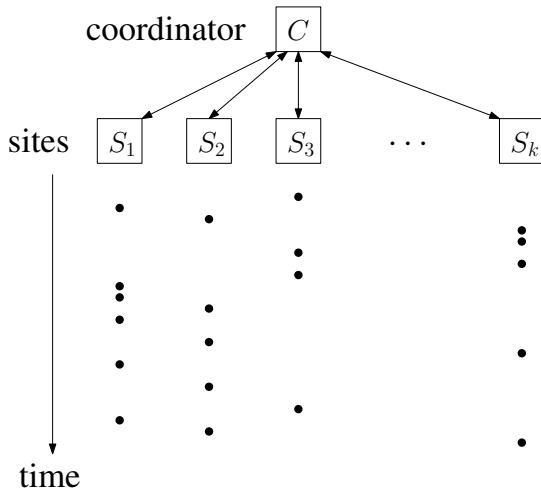 coordinator C
sites S₁ S₂ S₃ ⋯ Sₖ
time